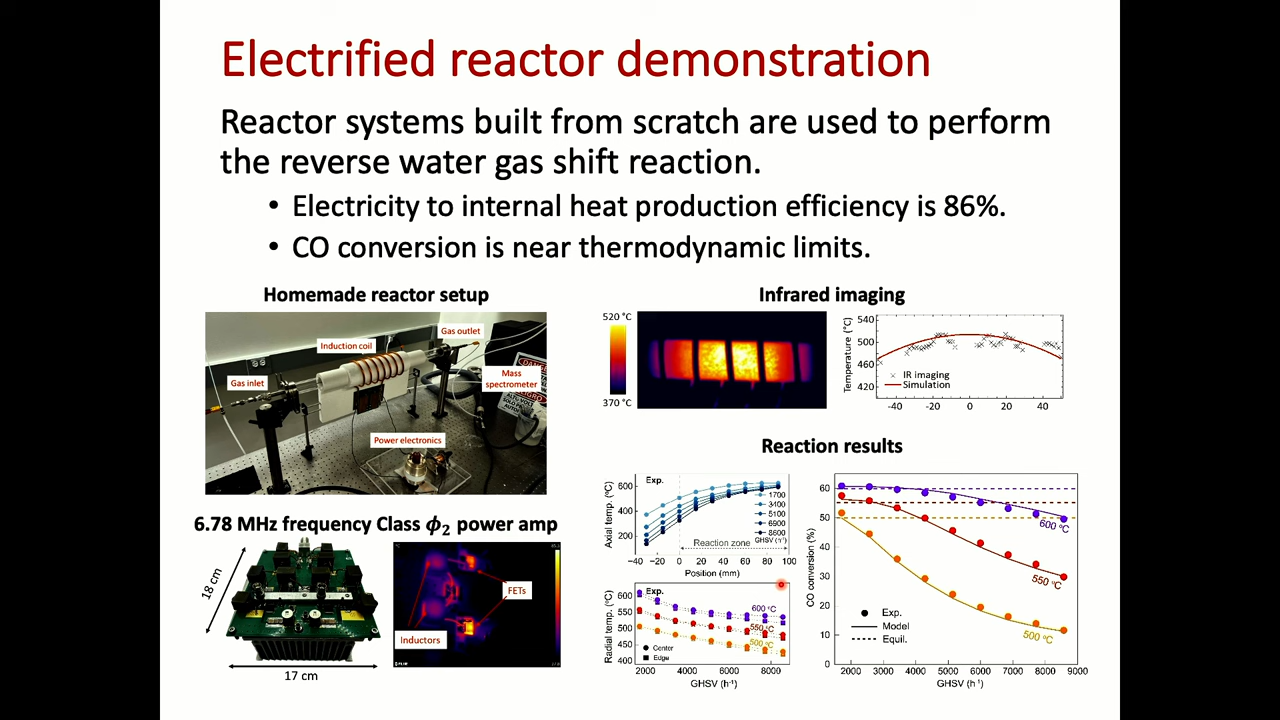 Electrified reactor demonstration
Reactor systems built from scratch are used to perform
the reverse water gas shift reaction.
• Electricity to internal heat production efficiency is 86%.
• CO conversion is near thermodynamic limits.
Homemade reactor setup
Gas outlet
Induction coil
Gas inlet
Mass
spectrometer
Power electronics
6.78 MHz frequency Class ϕ₂ power amp
18 cm
17 cm
FETs
Inductors
Infrared imaging
520 °C
370 °C
Temperature (°C)
540
500
460
420
IR imaging
Simulation
-40 -20 0 20 40
Reaction results
Axial temp. (°C)
600
400
200
Exp.
1700
3400
5100
6900
8600
GHSV (h⁻¹)
Reaction zone
−40 −20 0 20 40 60 80 100
Position (mm)
Radial temp. (°C)
600
550
500
450
400
Exp.
600 °C
550 °C
500 °C
Center
Edge
2000 4000 6000 8000
GHSV (h⁻¹)
CO conversion (%)
60
50
40
30
20
10
0
600 °C
550 °C
500 °C
Exp.
Model
Equil.
2000 3000 4000 5000 6000 7000 8000 9000
GHSV (h⁻¹)